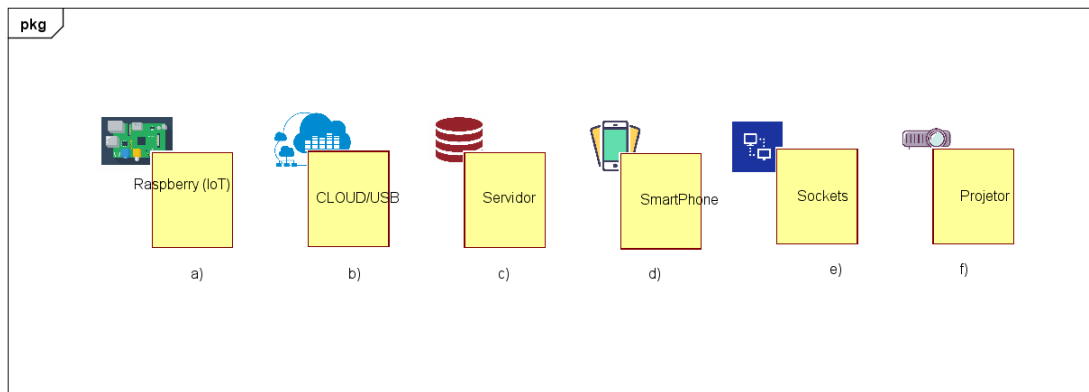 pkg
Raspberry (IoT)
CLOUD/USB
Servidor
SmartPhone
Sockets
Projetor
a)
b)
c)
d)
e)
f)